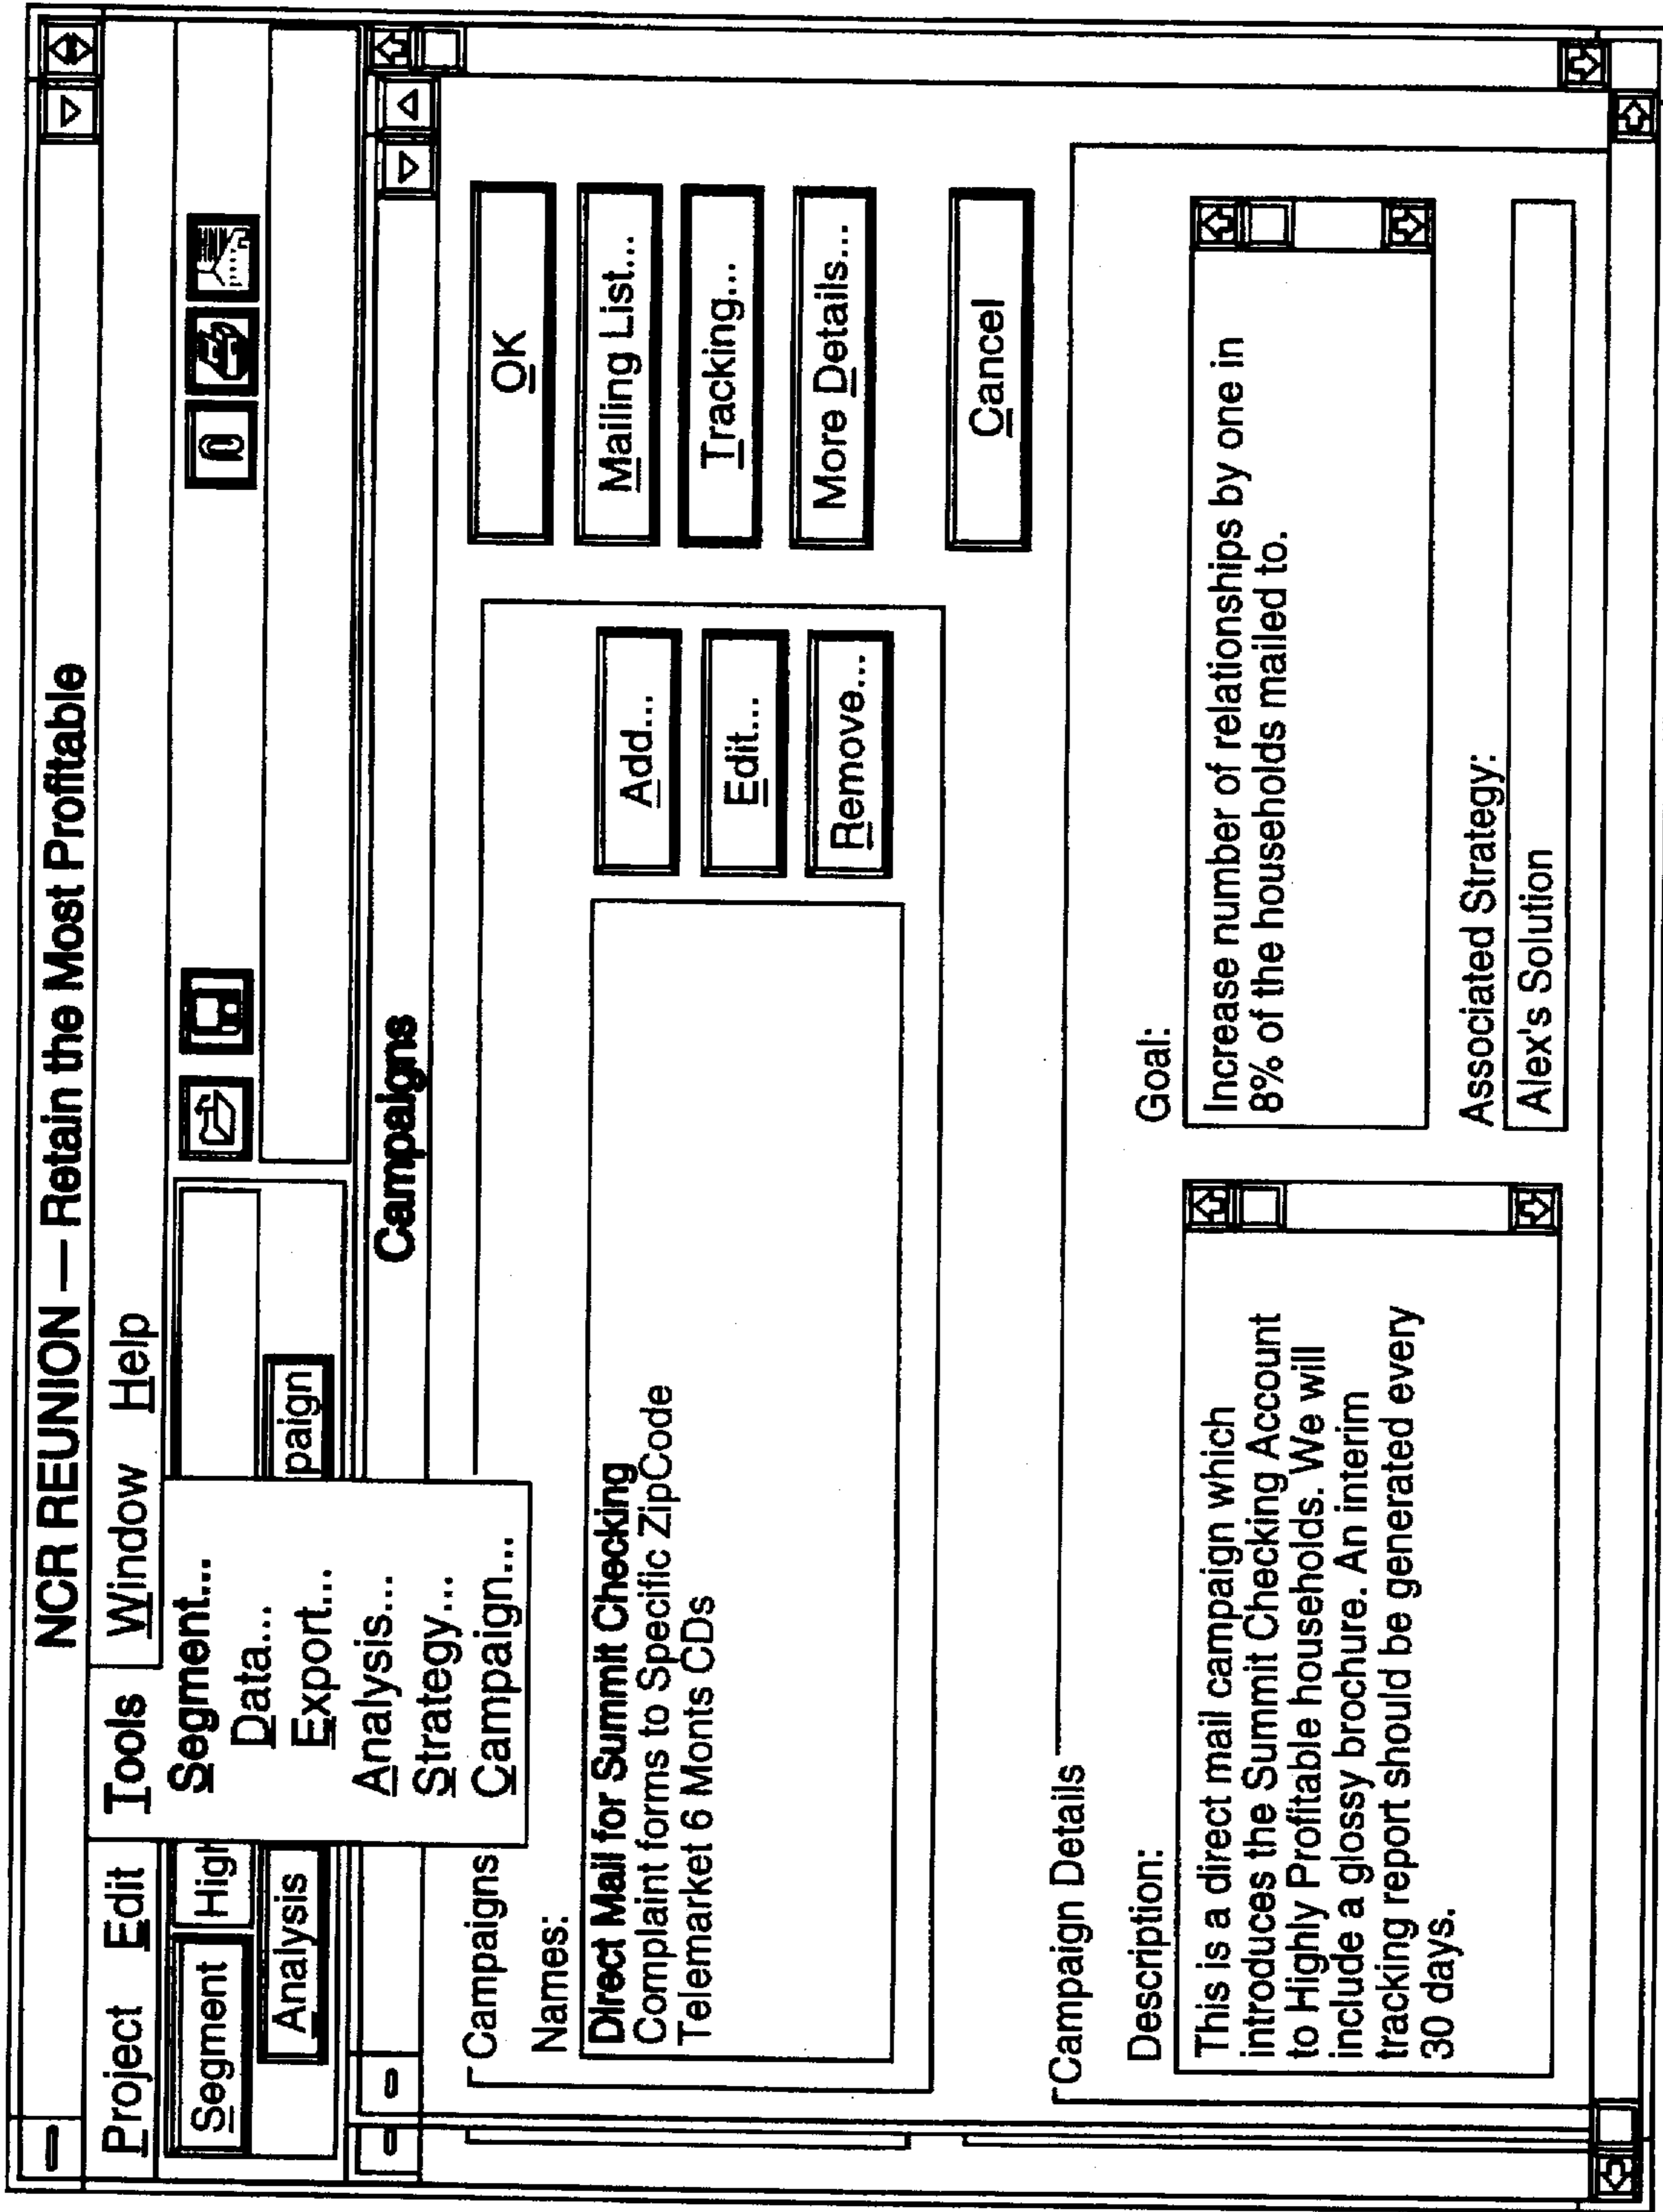 NCR REUNION — Retain the Most Profitable
Project Edit Tools Window Help
Segment High
Analysis paign
Segment...
Data...
Export...
Analysis...
Strategy...
Campaign...
Campaigns
Campaigns
Names:
Direct Mail for Summit Checking
Complaint forms to Specific ZipCode
Telemarket 6 Monts CDs
Add...
Edit...
Remove...
OK
Mailing List...
Tracking...
More Details...
Cancel
Campaign Details
Description:
This is a direct mail campaign which
introduces the Summit Checking Account
to Highly Profitable households. We will
include a glossy brochure. An interim
tracking report should be generated every
30 days.
Goal:
Increase number of relationships by one in
8% of the households mailed to.
Associated Strategy:
Alex's Solution